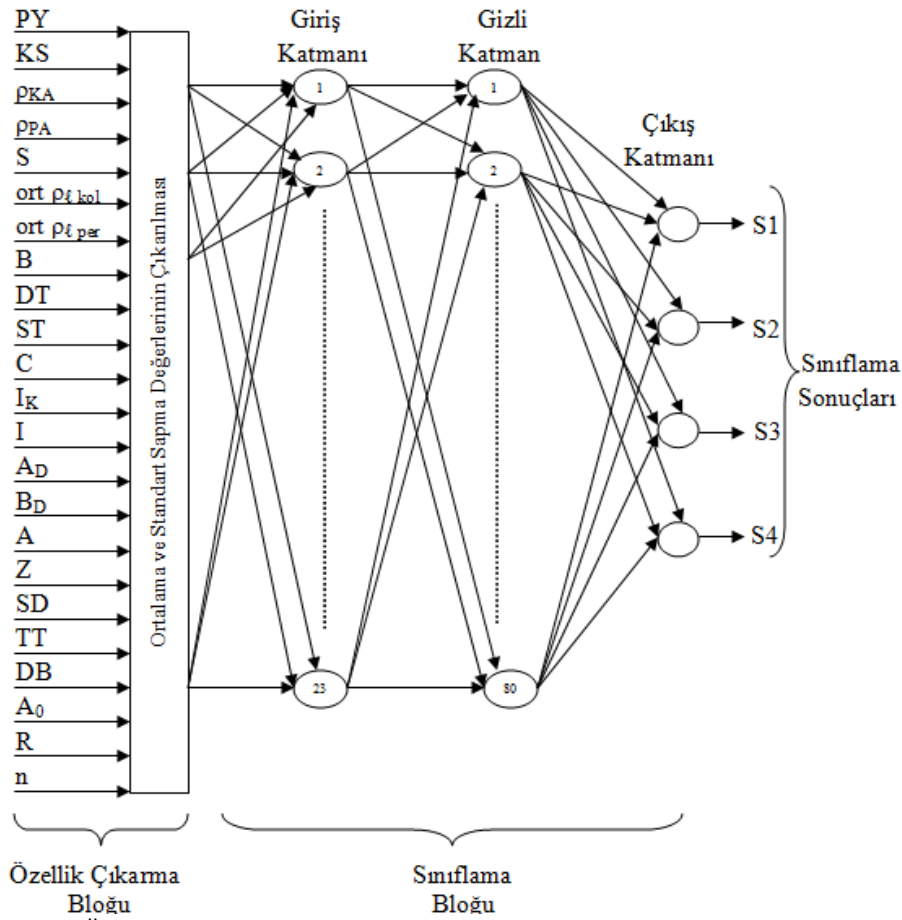 PY
KS
ρKA
ρPA
S
ort ρℓ kol
ort ρℓ per
B
DT
ST
C
IK
I
AD
BD
A
Z
SD
TT
DB
A0
R
n
Ortalama ve Standart Sapma Değerlerinin Çıkarılması
Giriş
Katmanı
1
2
23
Gizli
Katman
1
2
80
Çıkış
Katmanı
S1
S2
S3
S4
Sınıflama
Sonuçları
Özellik Çıkarma
Bloğu
Sınıflama
Bloğu